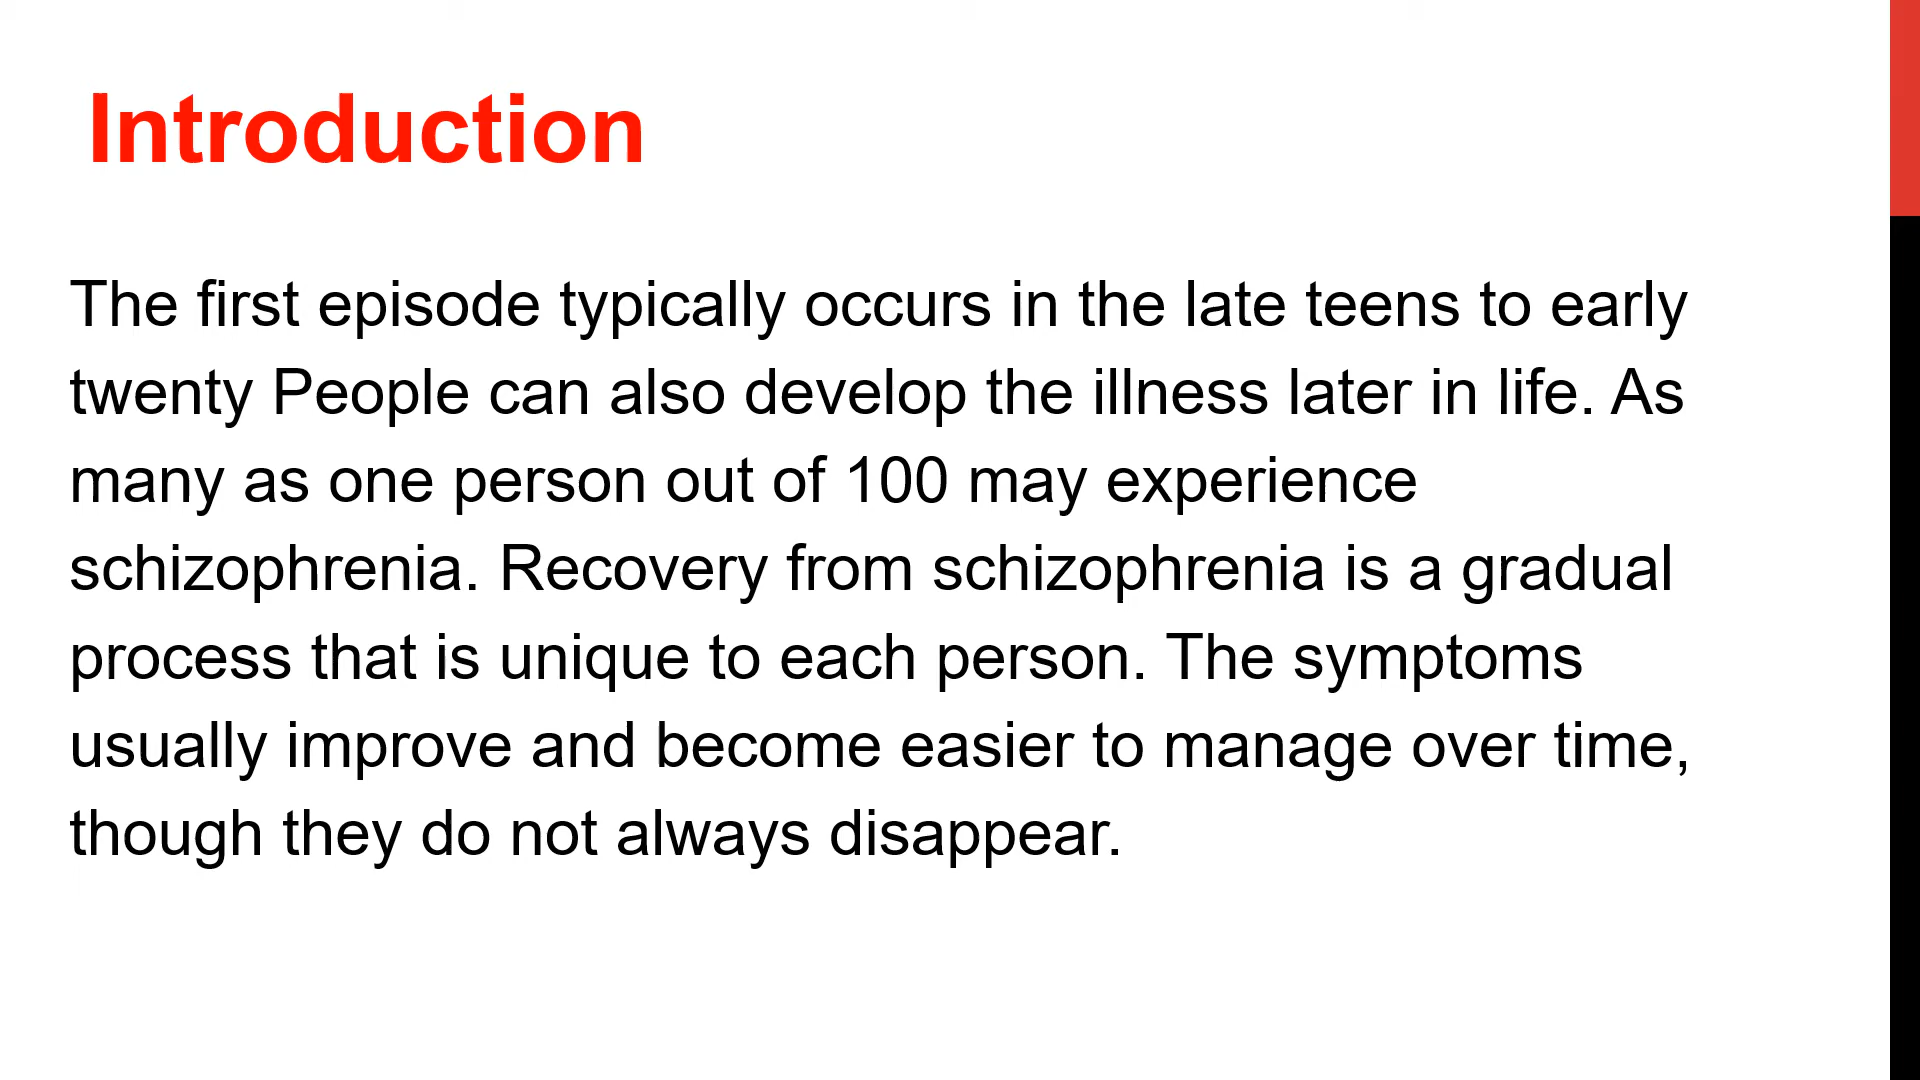 Introduction
The first episode typically occurs in the late teens to early
twenty People can also develop the illness later in life. As
many as one person out of 100 may experience
schizophrenia. Recovery from schizophrenia is a gradual
process that is unique to each person. The symptoms
usually improve and become easier to manage over time,
though they do not always disappear.